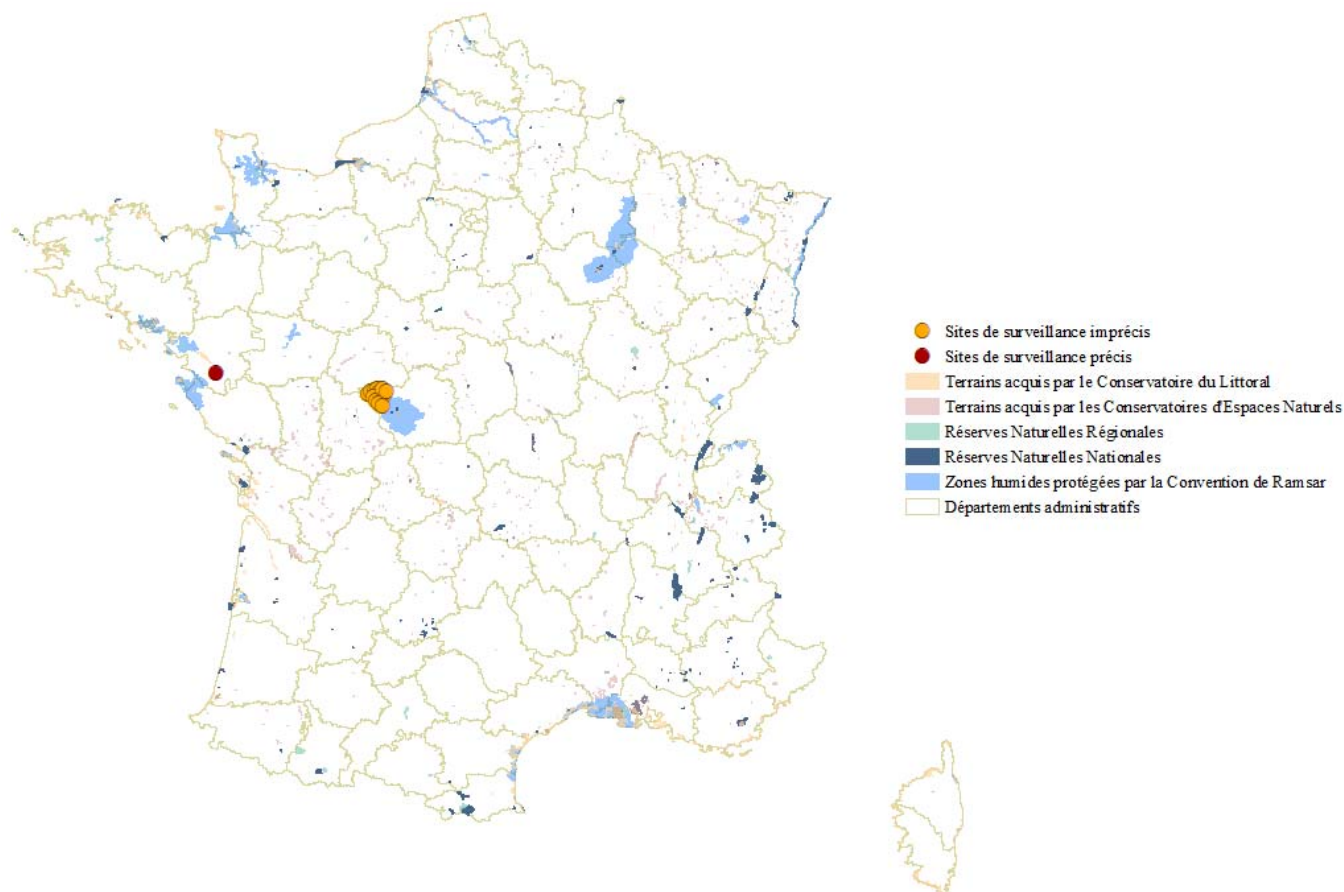 Sites de surveillance imprécis
Sites de surveillance précis
Terrains acquis par le Conservatoire du Littoral
Terrains acquis par les Conservatoires d'Espaces Naturels
Réserves Naturelles Régionales
Réserves Naturelles Nationales
Zones humides protégées par la Convention de Ramsar
Départements administratifs